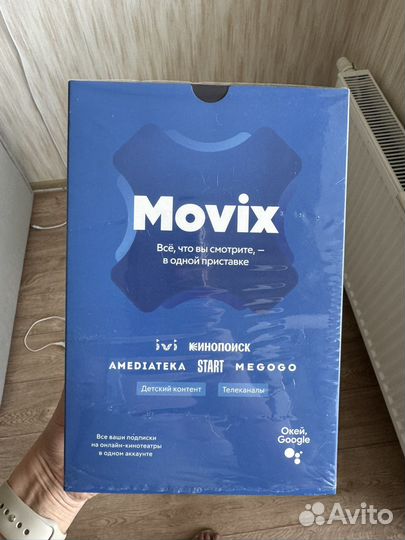 Movix
Всё, что вы смотрите, —
в одной приставке
ivi КИНОПОИСК
AMEDIATEKA START MEGOGO
Детский контент Телеканалы
Все ваши подписки
на онлайн-кинотеатры
в одном аккаунте
Окей,
Google
Avito